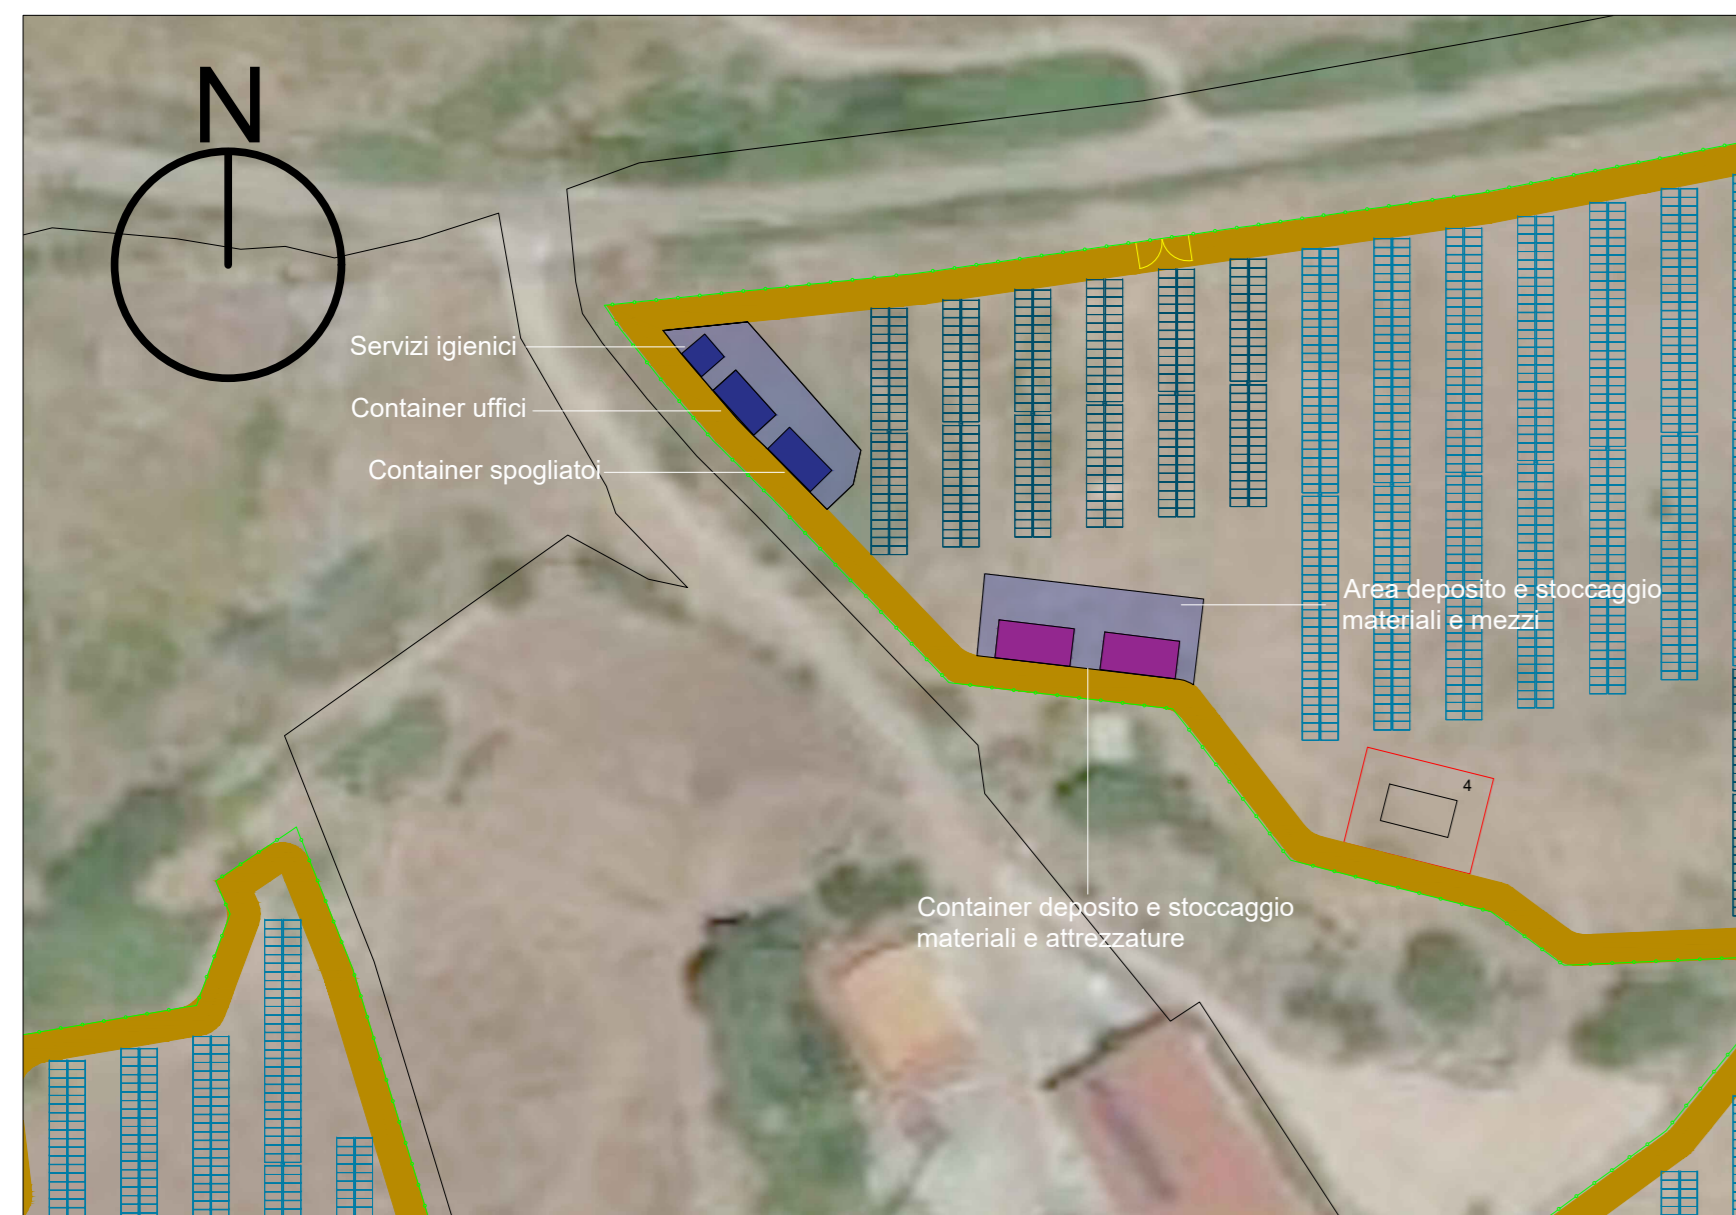 N
Servizi igienici
Container uffici
Container spogliatoi
Area deposito e stoccaggio
materiali e mezzi
4
Container deposito e stoccaggio
materiali e attrezzature